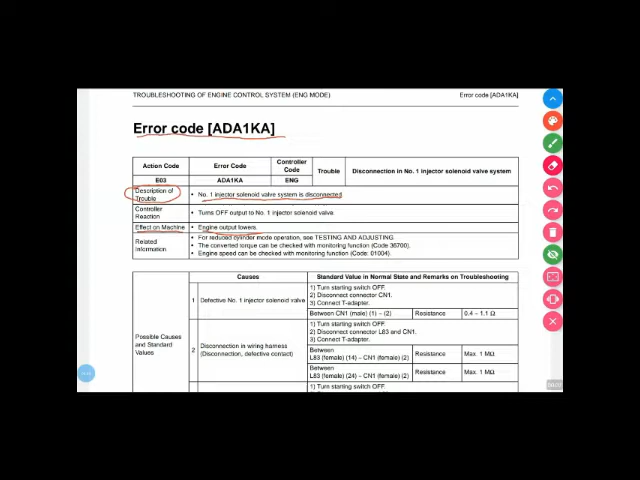 TROUBLESHOOTING OF ENGINE CONTROL SYSTEM (ENG MODE) Error code [ADA1KA]
Error code [ADA1KA]
Action Code Error Code Controller Code Trouble Disconnection in No. 1 injector solenoid valve system
E03 ADA1KA ENG
Description of Trouble • No. 1 injector solenoid valve system is disconnected
Controller Reaction • Turns OFF output to No. 1 injector solenoid valve.
Effect on Machine • Engine output lowers.
Related Information • For reduced cylinder mode operation, see TESTING AND ADJUSTING.
• The converted torque can be checked with monitoring function (Code 36700).
• Engine speed can be checked with monitoring function (Code: 01004).
Causes Standard Value in Normal State and Remarks on Troubleshooting
Possible Causes and Standard Values
1 Defective No. 1 injector solenoid valve
1) Turn starting switch OFF.
2) Disconnect connector CN1.
3) Connect T-adapter.
Between CN1 (male) (1) – (2) Resistance 0.4 – 1.1 Ω
2 Disconnection in wiring harness
(Disconnection, defective contact)
1) Turn starting switch OFF.
2) Disconnect connector L83 and CN1.
3) Connect T-adapter.
Between
L83 (female) (14) – CN1 (female) (2) Resistance Max. 1 MΩ
Between
L83 (female) (24) – CN1 (female) (2) Resistance Max. 1 MΩ
1) Turn starting switch OFF.